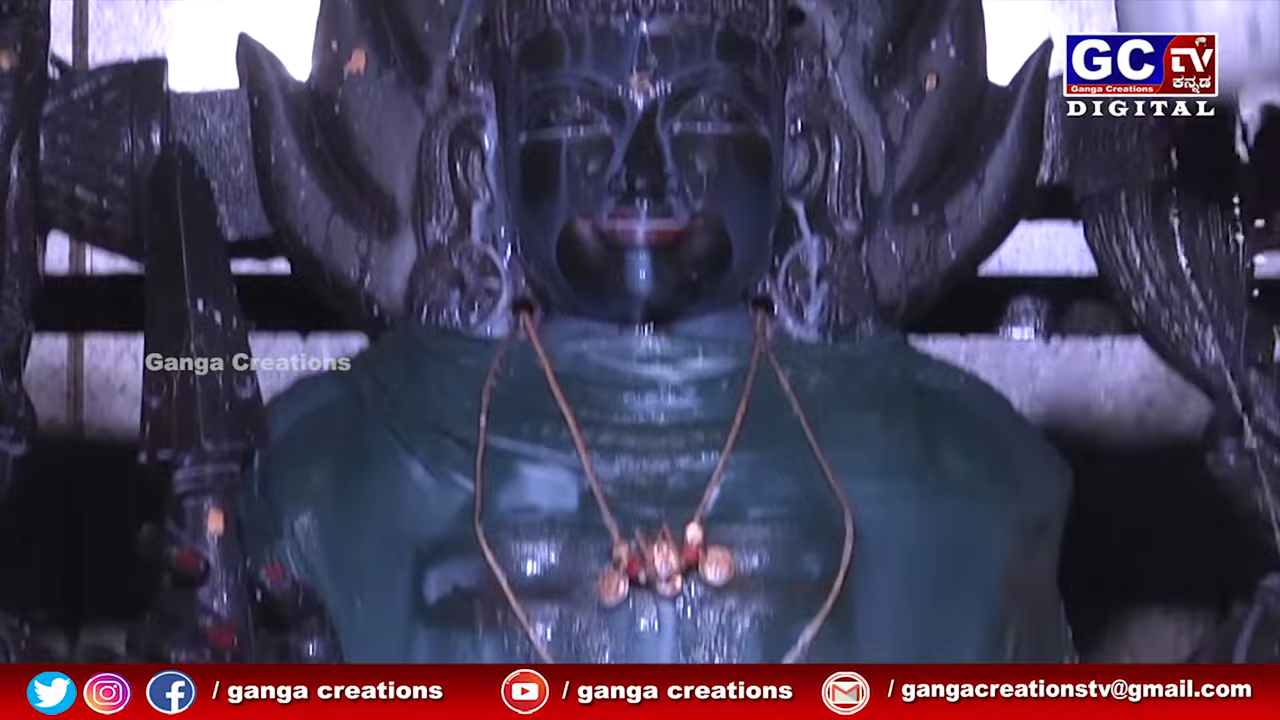 GC TV
Ganga Creations ಕನ್ನಡ
DIGITAL
Ganga Creations
/ ganga creations / ganga creations / gangacreationstv@gmail.com